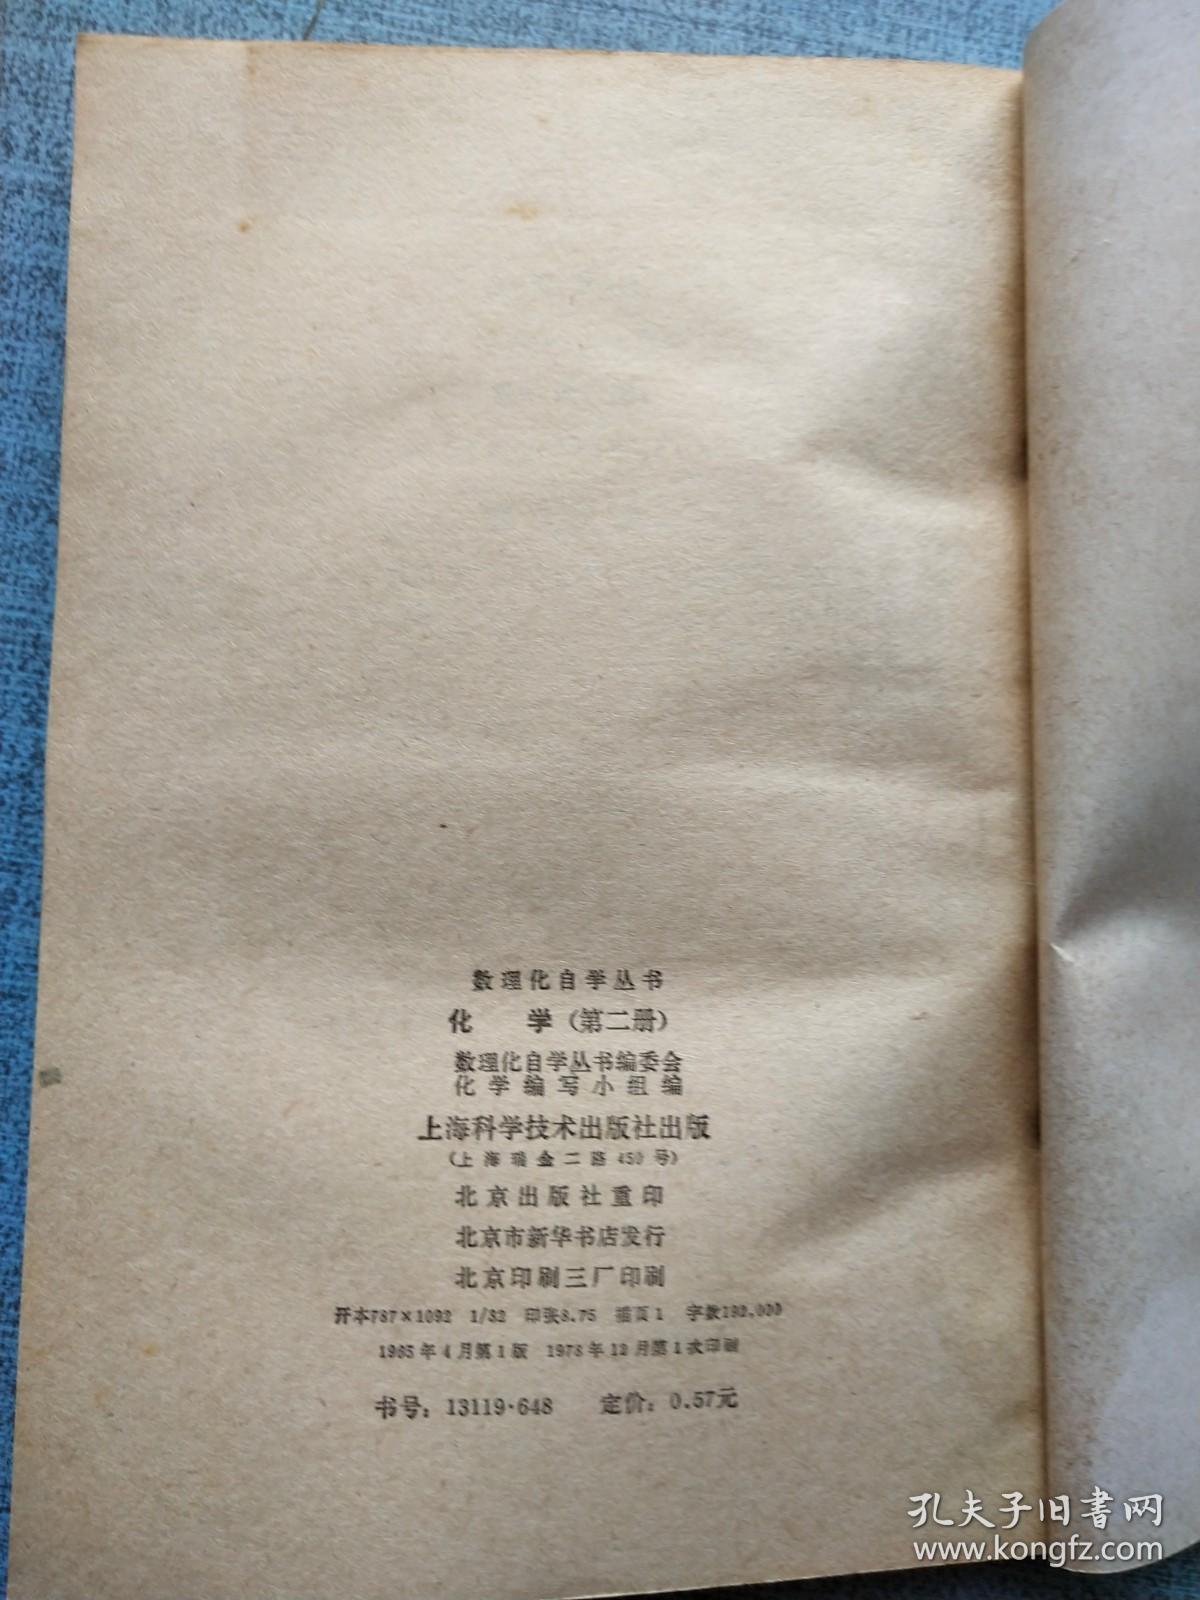 数理化自学丛书
化 学（第二册）
数理化自学丛书编委会
化学编写小组编
上海科学技术出版社出版
（上海瑞金二路450号）
北京出版社重印
北京市新华书店发行
北京印刷三厂印刷
开本787×1092 1/32 印张8.75 插页1 字数192,000
1965年4月第1版 1978年12月第1次印刷
书号：13119·648 定价：0.57元
孔夫子旧書网
www.kongfz.com